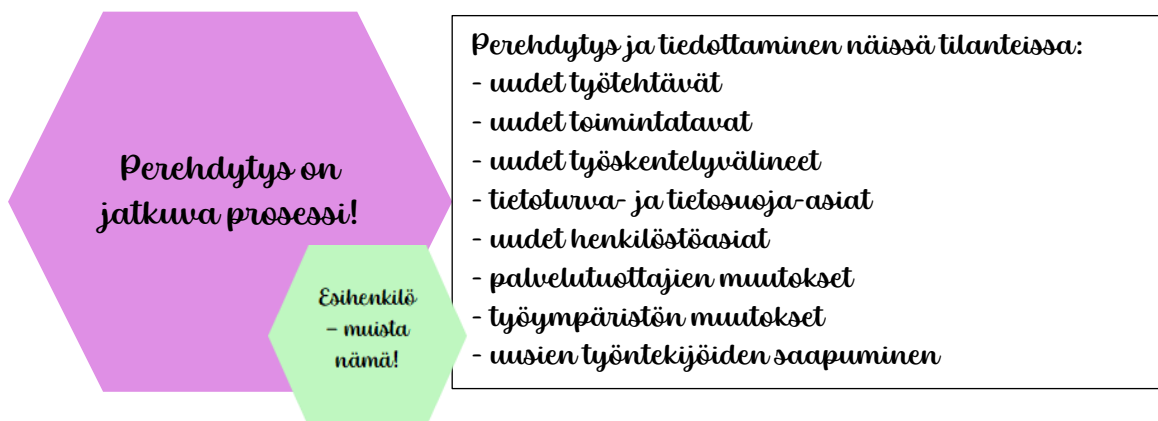 Perehdytys on
jatkuva prosessi!
Esihenkilö
– muista
nämä!
Perehdytys ja tiedottaminen näissä tilanteissa:
- uudet työtehtävät
- uudet toimintatavat
- uudet työskentelyvälineet
- tietoturva- ja tietosuoja-asiat
- uudet henkilöstöasiat
- palvelutuottajien muutokset
- työympäristön muutokset
- uusien työntekijöiden saapuminen